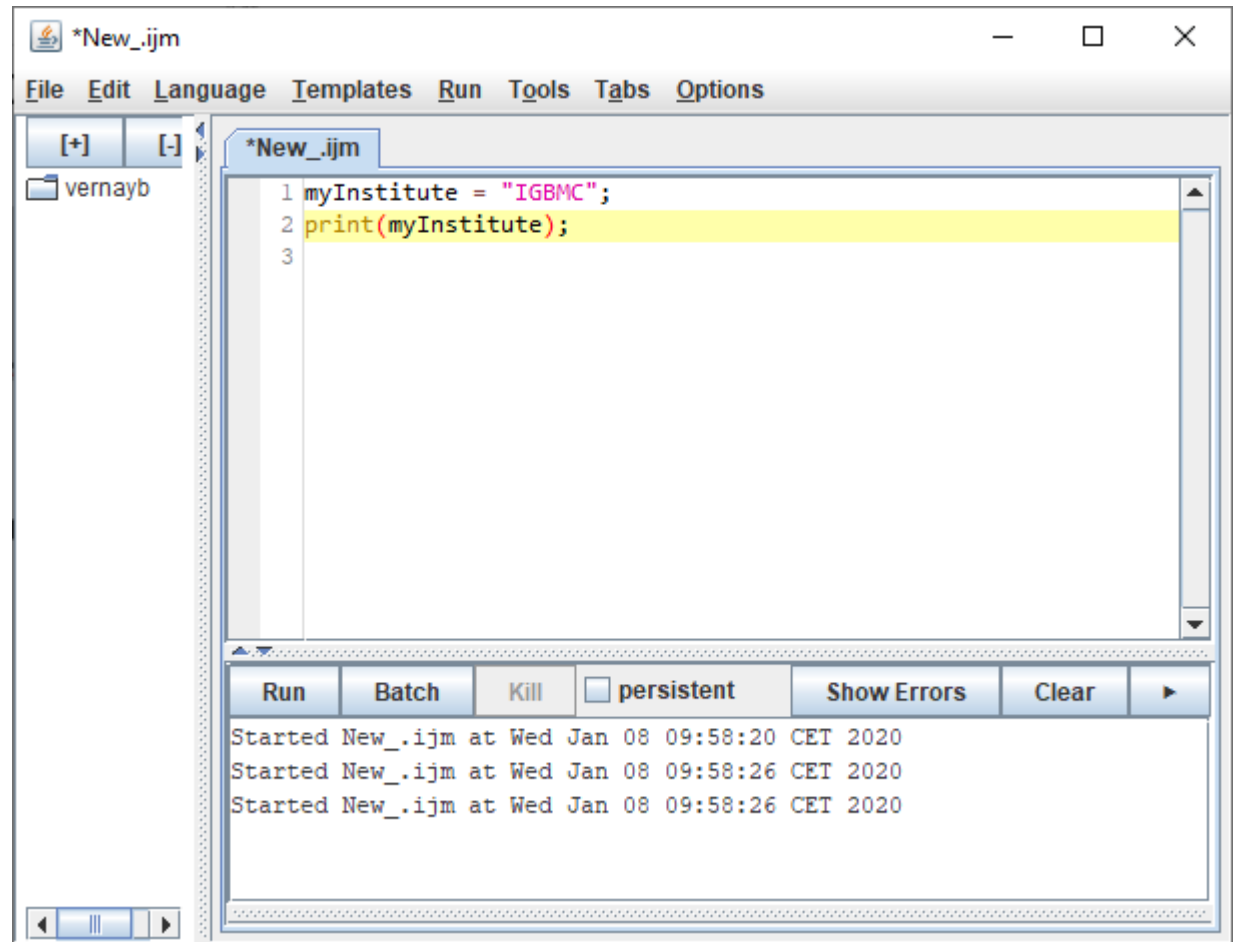 *New_.ijm
File Edit Language Templates Run Tools Tabs Options
[+] [-]
vernayb
*New_.ijm
1 myInstitute = "IGBMC";
2 print(myInstitute);
3
Run Batch Kill persistent Show Errors Clear
Started New_.ijm at Wed Jan 08 09:58:20 CET 2020
Started New_.ijm at Wed Jan 08 09:58:26 CET 2020
Started New_.ijm at Wed Jan 08 09:58:26 CET 2020